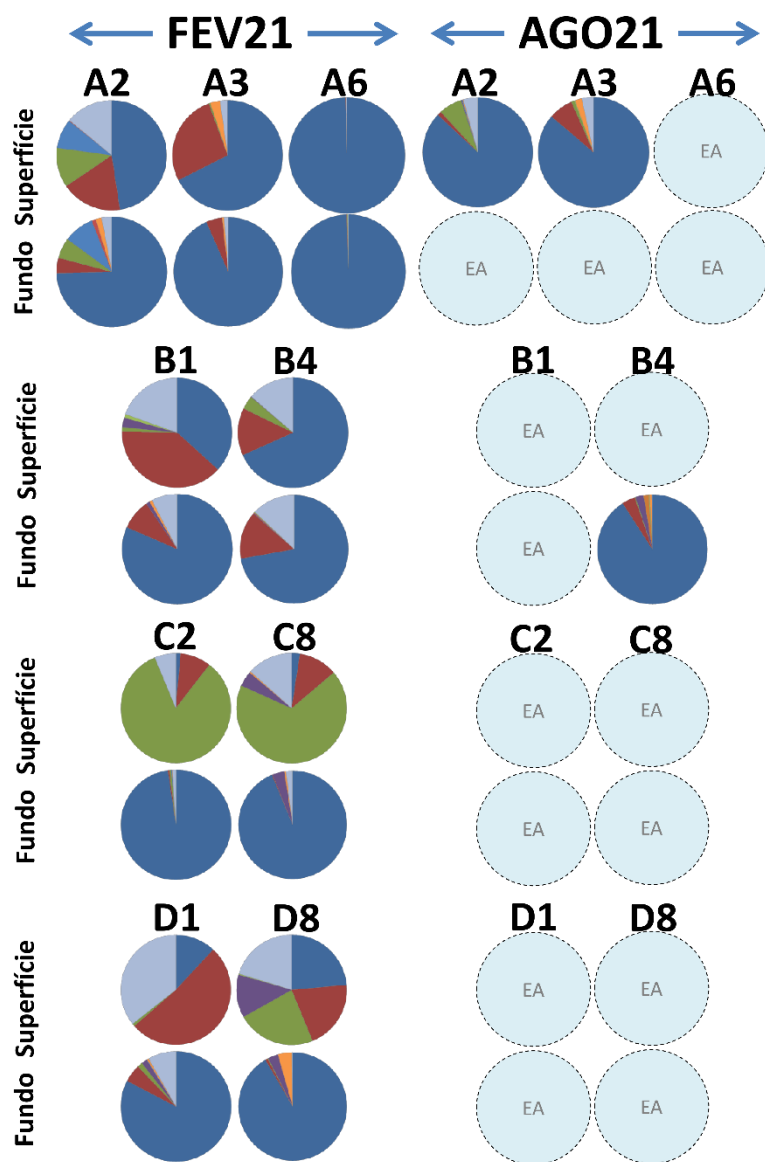 FEV21 AGO21
A2 A3 A6 A2 A3 A6
Superfície EA
Fundo EA EA EA
B1 B4 B1 B4
Superfície EA EA
Fundo EA
C2 C8 C2 C8
Superfície EA EA
Fundo EA EA
D1 D8 D1 D8
Superfície EA EA
Fundo EA EA